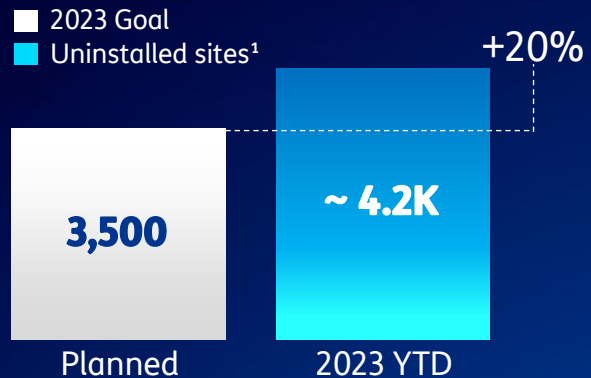 2023 Goal
Uninstalled sites¹
+20%
3,500
~ 4.2K
Planned
2023 YTD